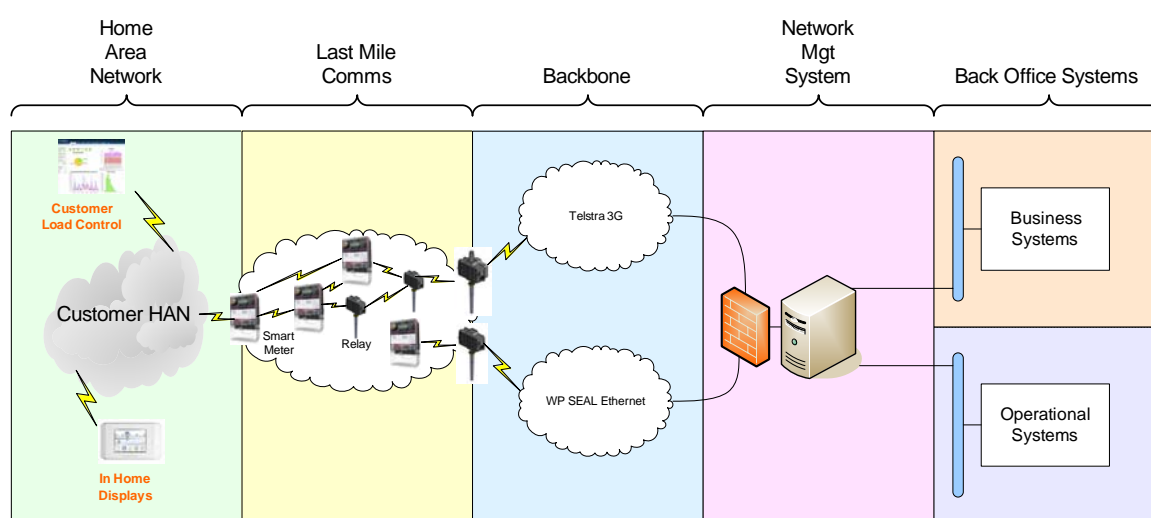 Home
Area
Network
Last Mile
Comms
Backbone
Network
Mgt
System
Back Office Systems
Customer
Load Control
Customer HAN
In Home
Displays
Smart
Meter
Relay
Telstra 3G
WP SEAL Ethernet
Business
Systems
Operational
Systems